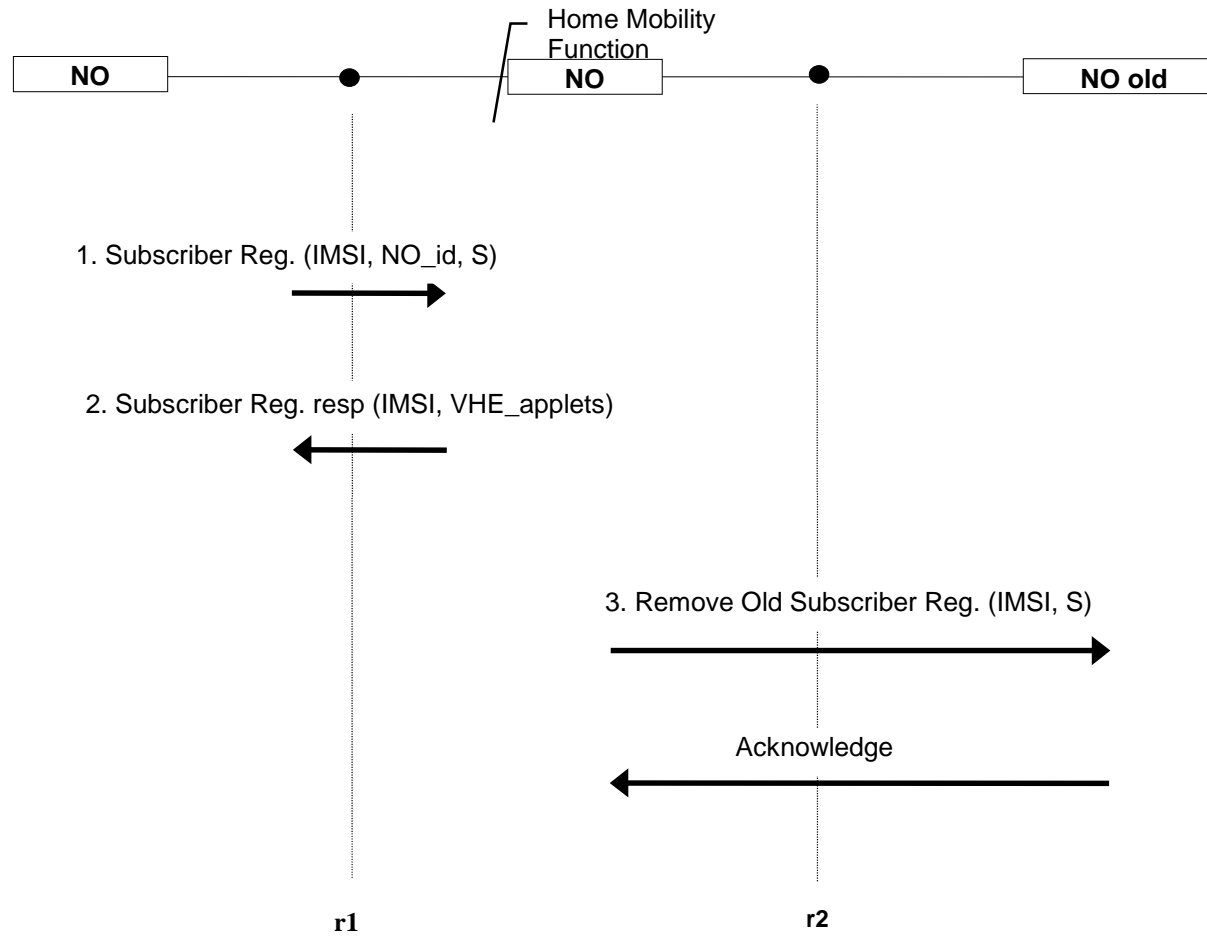 Home Mobility
Function
NO
NO
NO old
1. Subscriber Reg. (IMSI, NO_id, S)
2. Subscriber Reg. resp (IMSI, VHE_applets)
3. Remove Old Subscriber Reg. (IMSI, S)
Acknowledge
r1
r2